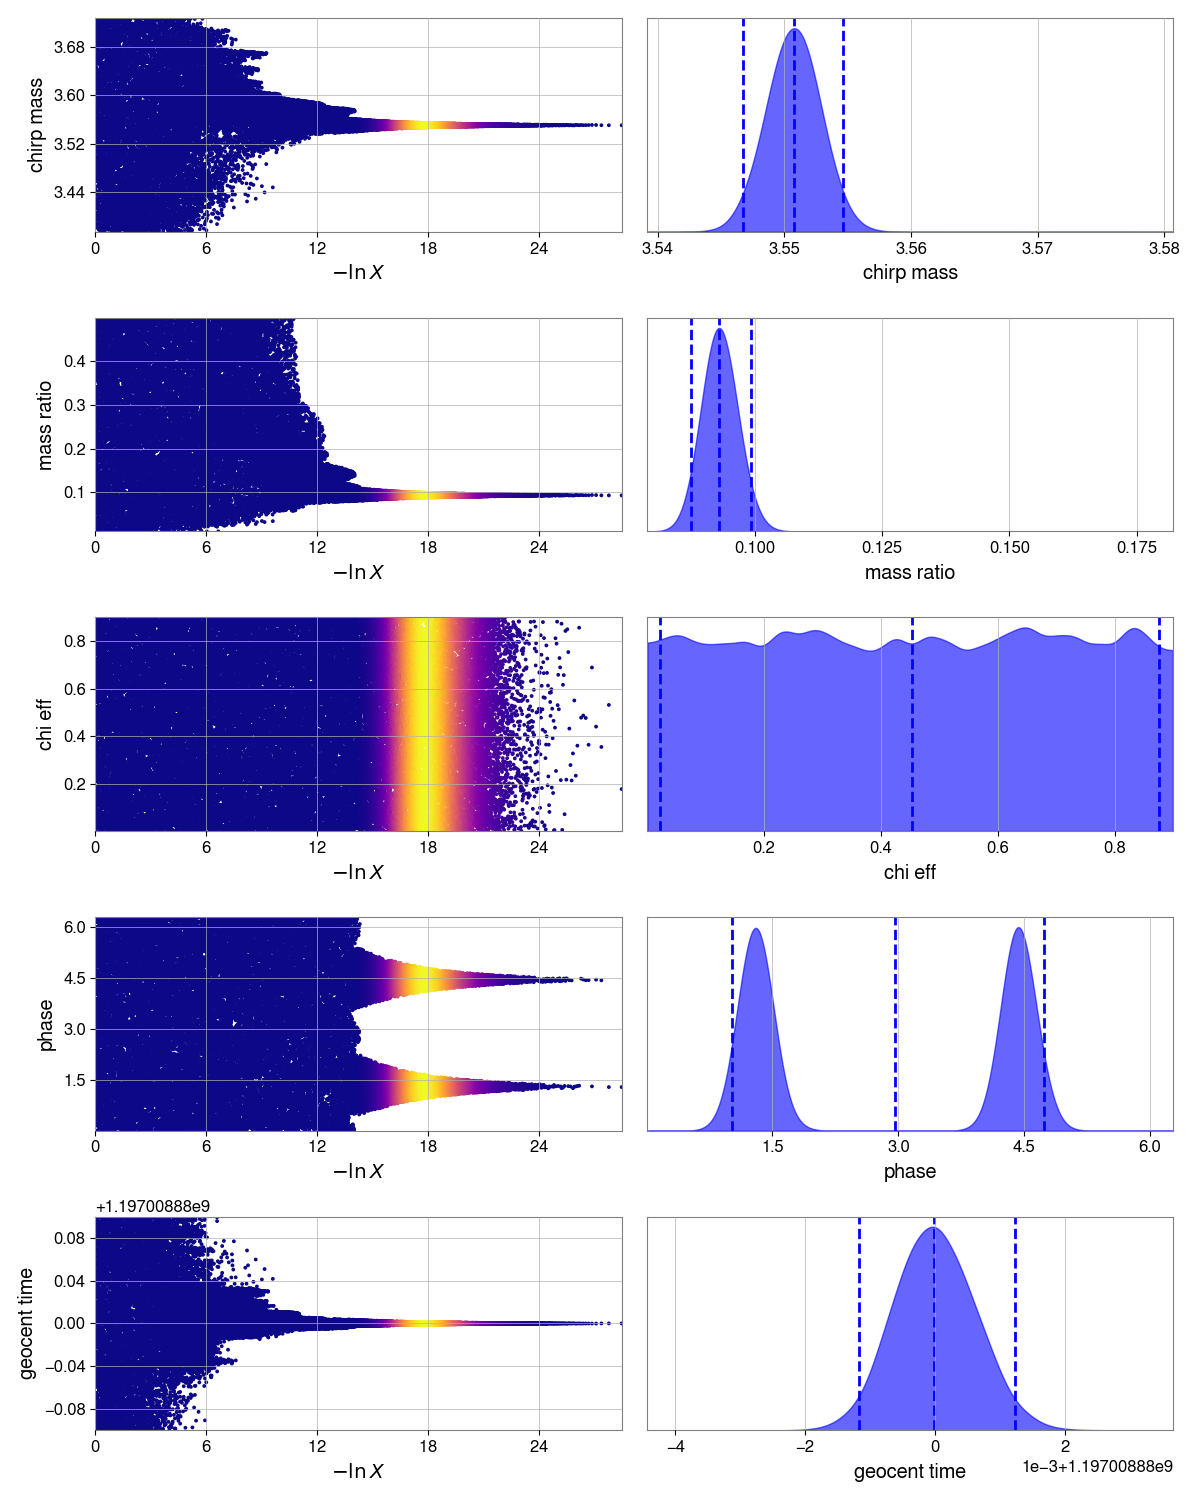 3.68
3.60
3.52
3.44
chirp mass
0 6 12 18 24
−ln X
3.54 3.55 3.56 3.57 3.58
chirp mass
0.4
0.3
0.2
0.1
mass ratio
0 6 12 18 24
−ln X
0.100 0.125 0.150 0.175
mass ratio
0.8
0.6
0.4
0.2
chi eff
0 6 12 18 24
−ln X
0.2 0.4 0.6 0.8
chi eff
6.0
4.5
3.0
1.5
phase
0 6 12 18 24
−ln X
1.5 3.0 4.5 6.0
phase
+1.19700888e9
0.08
0.04
0.00
−0.04
−0.08
geocent time
0 6 12 18 24
−ln X
−4 −2 0 2
1e−3+1.19700888e9
geocent time